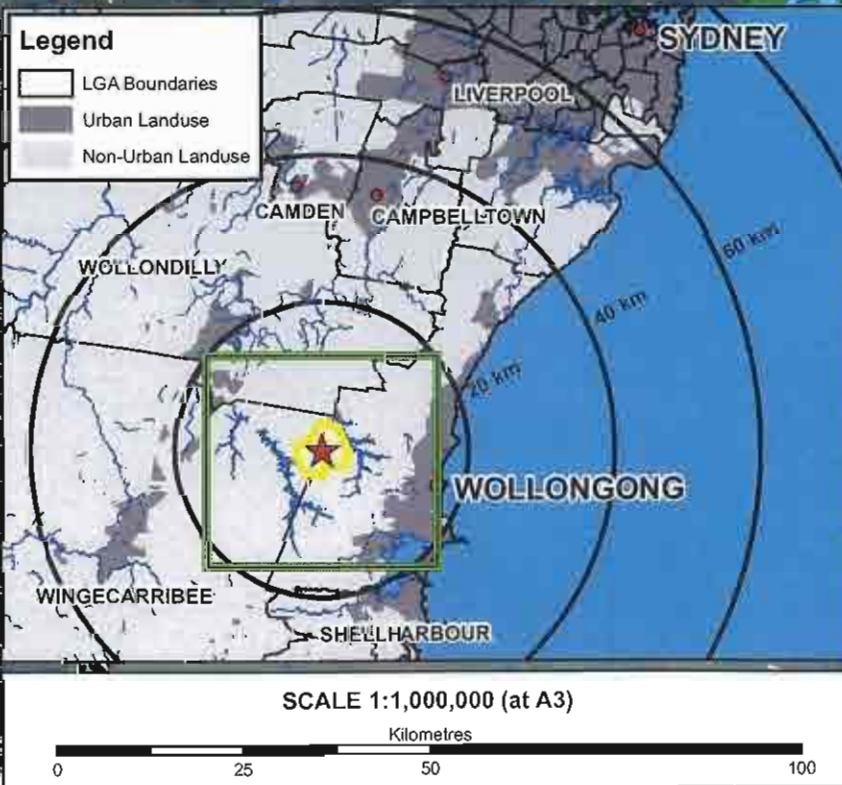 Legend
LGA Boundaries
Urban Landuse
Non-Urban Landuse
SYDNEY
LIVERPOOL
CAMDEN
CAMPBELLTOWN
WOLLONDILLY
60 km
40 km
20 km
WOLLONGONG
WINGECARRIBEE
SHELLHARBOUR
SCALE 1:1,000,000 (at A3)
Kilometres
0 25 50 100